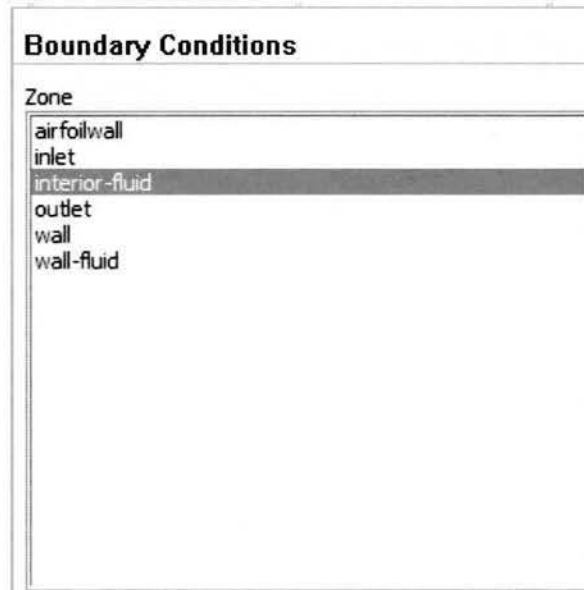 Boundary Conditions
Zone
airfoilwall
inlet
interior-fluid
outlet
wall
wall-fluid